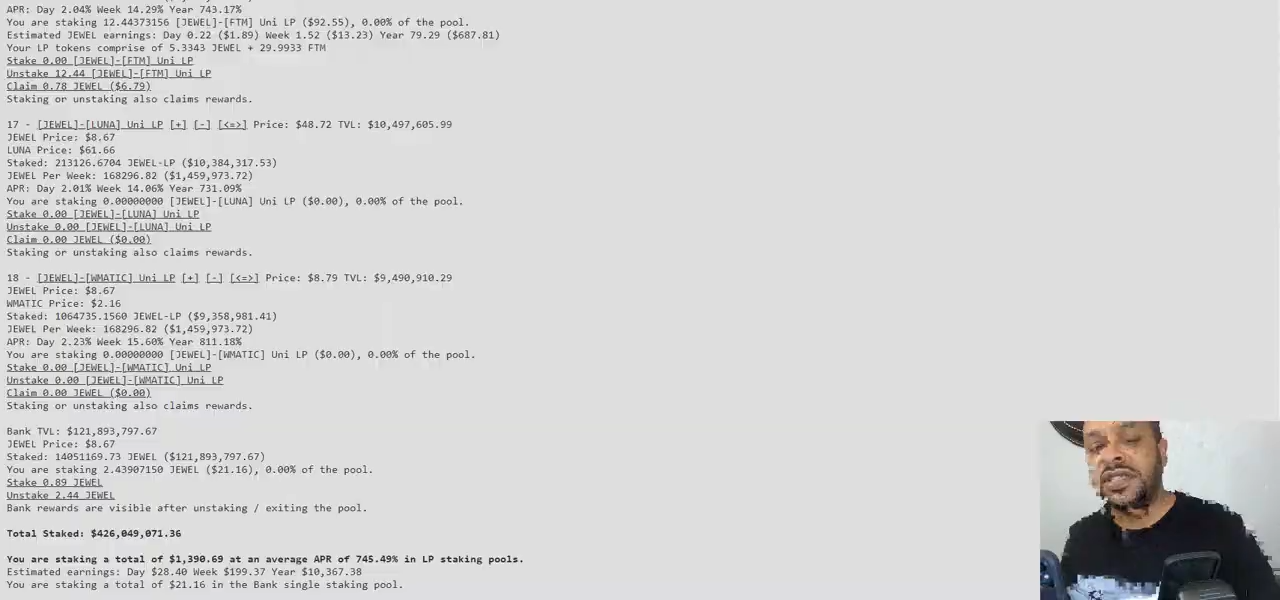 APR: Day 2.04% Week 14.29% Year 743.17%
You are staking 12.44373156 [JEWEL]-[FTM] Uni LP ($92.55), 0.00% of the pool.
Estimated JEWEL earnings: Day 0.22 ($1.89) Week 1.52 ($13.23) Year 79.29 ($687.81)
Your LP tokens comprise of 5.3343 JEWEL + 29.9933 FTM
Stake 0.00 [JEWEL]-[FTM] Uni LP
Unstake 12.44 [JEWEL]-[FTM] Uni LP
Claim 0.78 JEWEL ($6.79)
Staking or unstaking also claims rewards.
17 - [JEWEL]-[LUNA] Uni LP [+] [-] [<=>] Price: $48.72 TVL: $10,497,605.99
JEWEL Price: $8.67
LUNA Price: $61.66
Staked: 213126.6704 JEWEL-LP ($10,384,317.53)
JEWEL Per Week: 168296.82 ($1,459,973.72)
APR: Day 2.01% Week 14.06% Year 731.09%
You are staking 0.00000000 [JEWEL]-[LUNA] Uni LP ($0.00), 0.00% of the pool.
Stake 0.00 [JEWEL]-[LUNA] Uni LP
Unstake 0.00 [JEWEL]-[LUNA] Uni LP
Claim 0.00 JEWEL ($0.00)
Staking or unstaking also claims rewards.
18 - [JEWEL]-[WMATIC] Uni LP [+] [-] [<=>] Price: $8.79 TVL: $9,490,910.29
JEWEL Price: $8.67
WMATIC Price: $2.16
Staked: 1064735.1560 JEWEL-LP ($9,358,981.41)
JEWEL Per Week: 168296.82 ($1,459,973.72)
APR: Day 2.23% Week 15.60% Year 811.18%
You are staking 0.00000000 [JEWEL]-[WMATIC] Uni LP ($0.00), 0.00% of the pool.
Stake 0.00 [JEWEL]-[WMATIC] Uni LP
Unstake 0.00 [JEWEL]-[WMATIC] Uni LP
Claim 0.00 JEWEL ($0.00)
Staking or unstaking also claims rewards.
Bank TVL: $121,893,797.67
JEWEL Price: $8.67
Staked: 14051169.73 JEWEL ($121,893,797.67)
You are staking 2.43907150 JEWEL ($21.16), 0.00% of the pool.
Stake 0.89 JEWEL
Unstake 2.44 JEWEL
Bank rewards are visible after unstaking / exiting the pool.
Total Staked: $426,049,071.36
You are staking a total of $1,390.69 at an average APR of 745.49% in LP staking pools.
Estimated earnings: Day $28.40 Week $199.37 Year $10,367.38
You are staking a total of $21.16 in the Bank single staking pool.